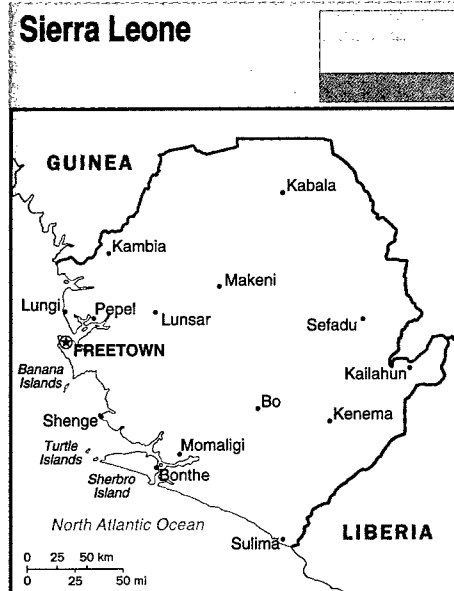 Sierra Leone
GUINEA
Kabala
Kambia
Makeni
Lungi
Pepel
Lunsar
Sefadu
FREETOWN
Banana
Islands
Kailahun
Bo
Shenge
Kenema
Turtle
Islands
Momaligi
Sherbro
Island
Bonthe
North Atlantic Ocean
Sulima
LIBERIA
0 25 50 km
0 25 50 mi